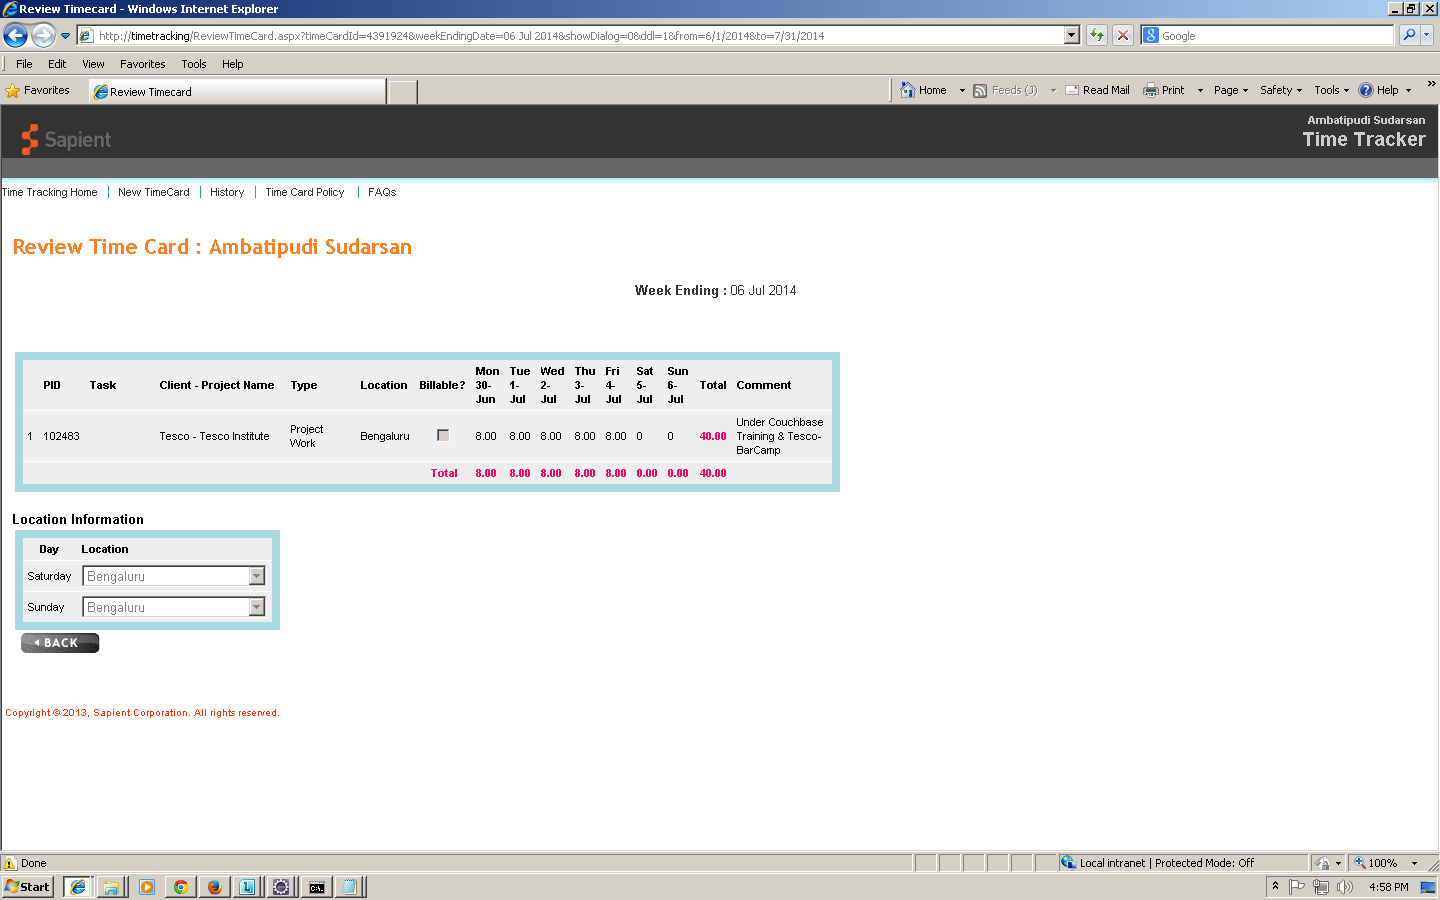 Review Timecard - Windows Internet Explorer
http://timetracking/ReviewTimeCard.aspx?timeCardId=4391924&weekEndingDate=06 Jul 2014&showDialog=0&ddl=1&from=6/1/2014&to=7/31/2014
Google
File Edit View Favorites Tools Help
Favorites Review Timecard Home Feeds (J) Read Mail Print Page Safety Tools Help »
Sapient
Ambatipudi Sudarsan
Time Tracker
Time Tracking Home | New TimeCard | History | Time Card Policy | FAQs
Review Time Card : Ambatipudi Sudarsan
Week Ending : 06 Jul 2014
PID Task Client - Project Name Type Location Billable? Mon 30-Jun Tue 1-Jul Wed 2-Jul Thu 3-Jul Fri 4-Jul Sat 5-Jul Sun 6-Jul Total Comment
1 102483 Tesco - Tesco Institute Project Work Bengaluru 8.00 8.00 8.00 8.00 8.00 0 0 40.00 Under Couchbase Training & Tesco-BarCamp
Total 8.00 8.00 8.00 8.00 8.00 0.00 0.00 40.00
Location Information
Day Location
Saturday Bengaluru
Sunday Bengaluru
BACK
Copyright © 2013, Sapient Corporation. All rights reserved.
Done Local intranet | Protected Mode: Off 100%
Start 4:58 PM